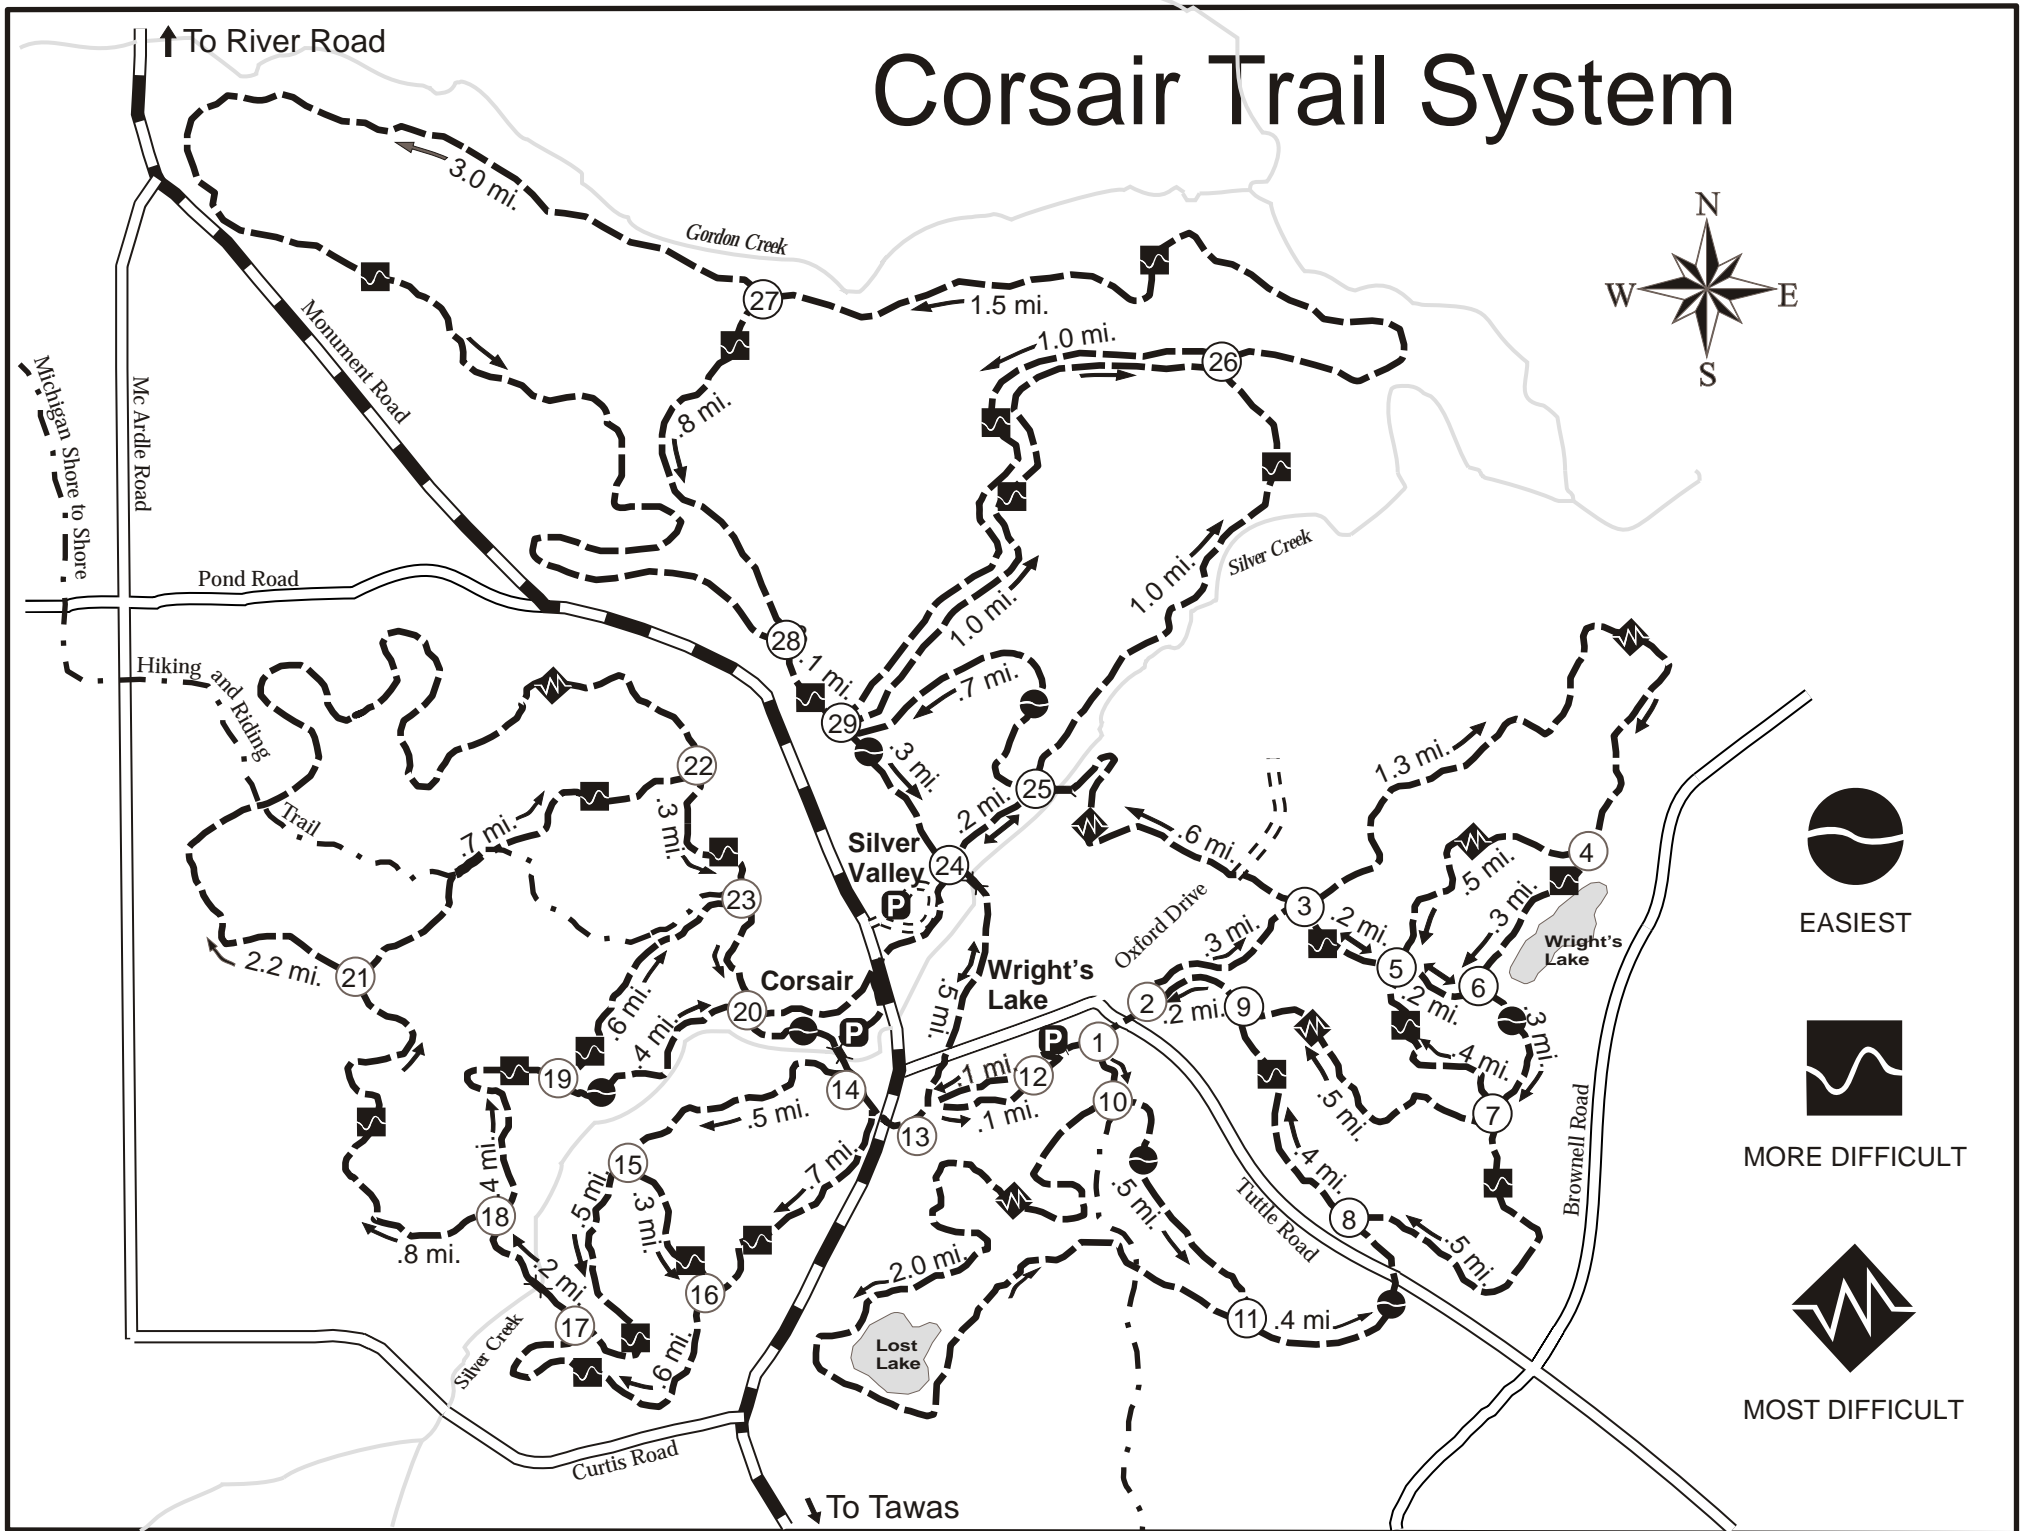 To River Road
Corsair Trail System
3.0 mi.
Gordon Creek
N
W
E
S
27
1.5 mi.
1.0 mi.
26
Monument Road
Mc Ardle Road
Michigan Shore to Shore
Hiking and Riding
Trail
.8 mi.
Pond Road
Silver Creek
1.0 mi.
1.0 mi.
28
.1 mi.
29
.7 mi.
.3 mi.
22
.7 mi.
.3 mi.
25
.2 mi.
Silver
Valley
24
P
1.3 mi.
.6 mi.
4
.5 mi.
.3 mi.
Wright's
Lake
EASIEST
23
3
.2 mi.
Oxford Drive
.3 mi.
5
6
.2 mi.
2.2 mi.
21
Corsair
20
P
Wright's
Lake
.5 mi.
2
.2 mi.
9
.6 mi.
.4 mi.
P
1
.3 mi.
.4 mi.
19
14
.1 mi.
12
10
.1 mi.
13
.5 mi.
7
.5 mi.
MORE DIFFICULT
15
.4 mi.
.7 mi.
.4 mi.
.5 mi.
.5 mi.
.3 mi.
Brownell Road
18
.8 mi.
8
Tuttle Road
.5 mi.
.2 mi.
2.0 mi.
16
17
11
.4 mi.
Silver Creek
Lost
Lake
.6 mi.
MOST DIFFICULT
Curtis Road
To Tawas